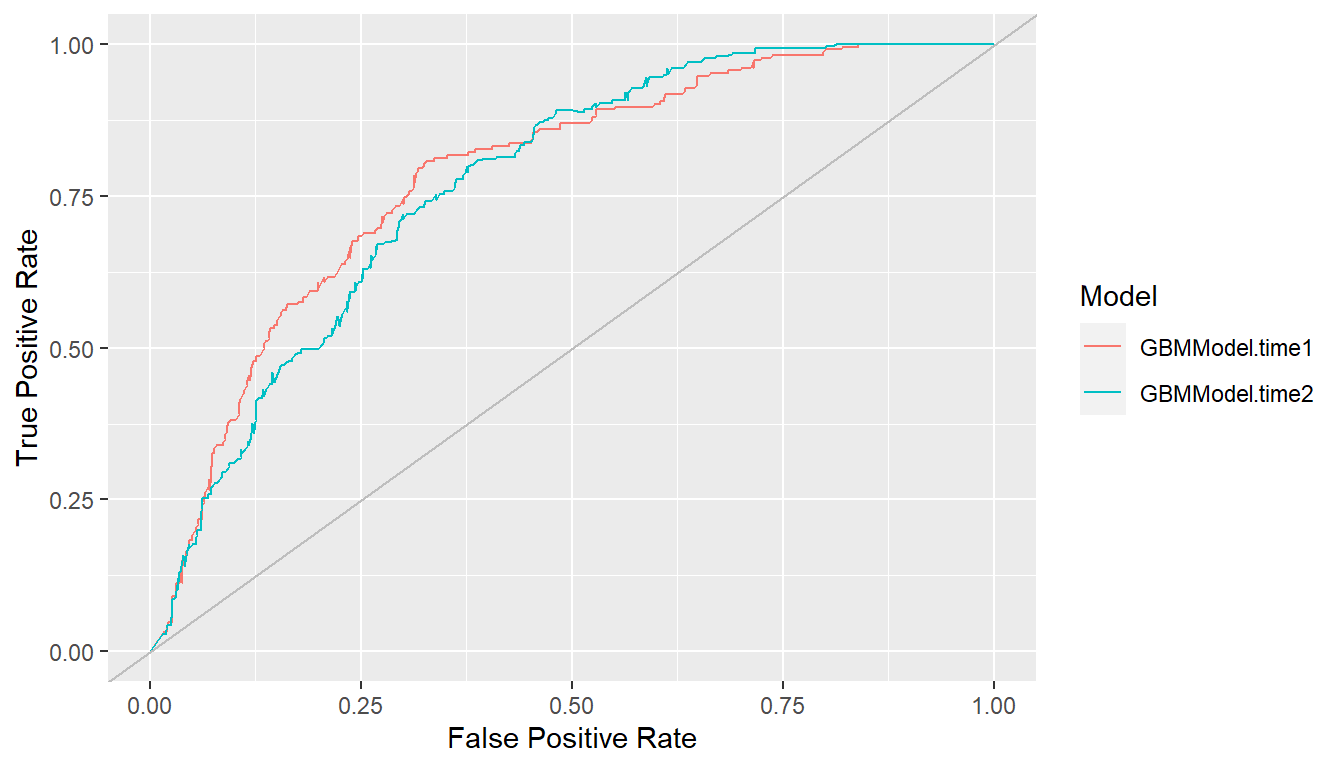 1.00
0.75
0.50
0.25
0.00
True Positive Rate
0.00 0.25 0.50 0.75 1.00
False Positive Rate
Model
GBMModel.time1
GBMModel.time2